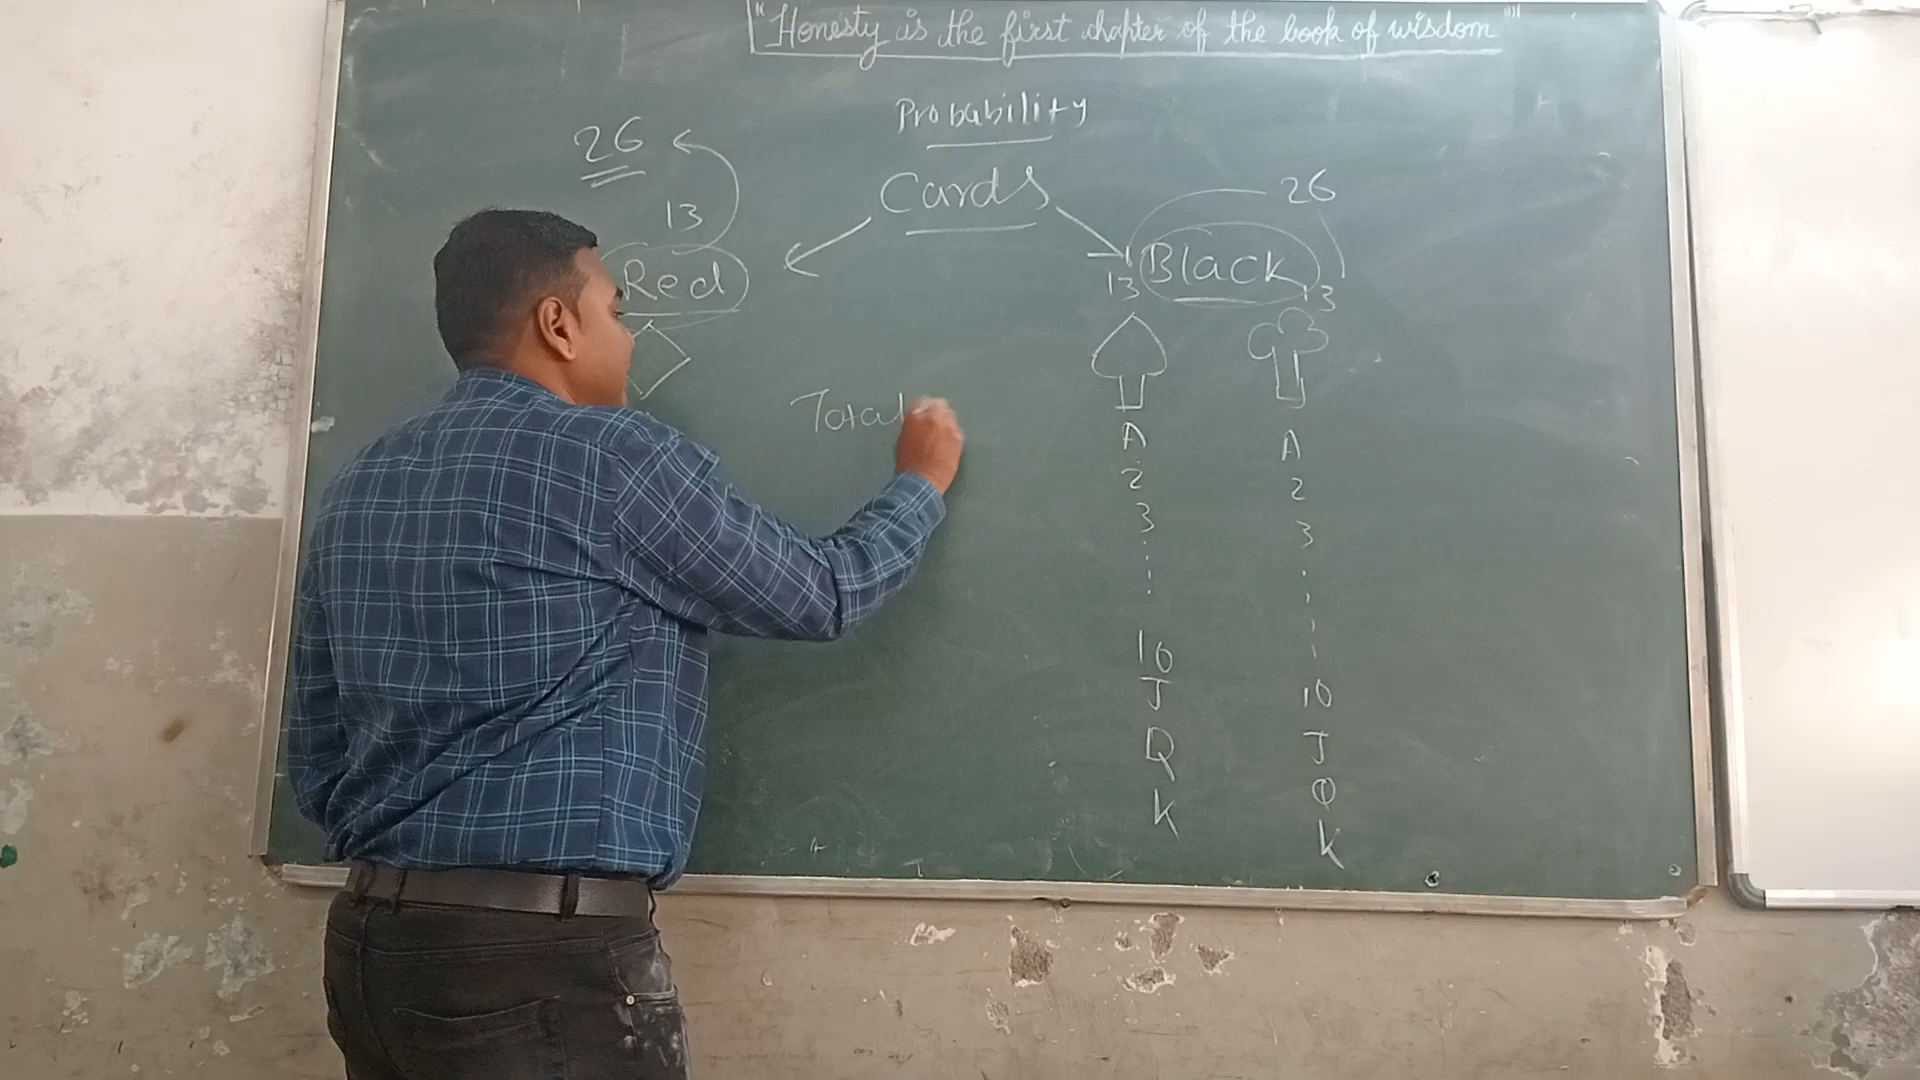 "Honesty is the first chapter of the book of wisdom"
Probability
Cards
26
13
Red
26
Black
13
13
Total
A
2
3
10
J
Q
K
A
2
3
10
J
Q
K